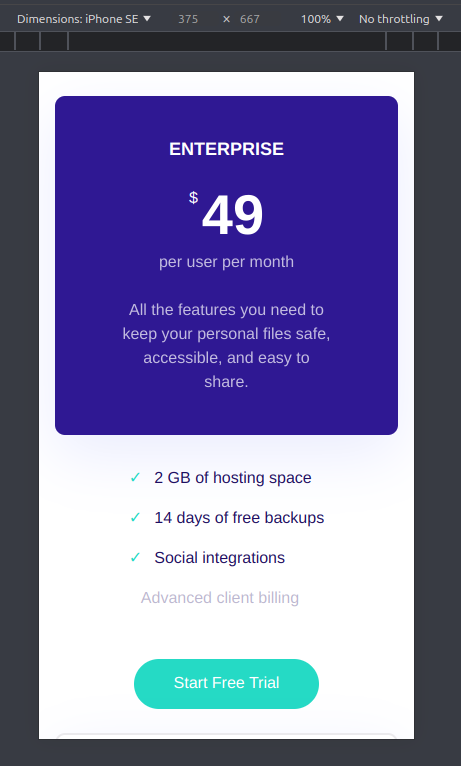 Dimensions: iPhone SE ▼ 375 × 667 100% ▼ No throttling ▼
ENTERPRISE
$49
per user per month
All the features you need to
keep your personal files safe,
accessible, and easy to
share.
✓ 2 GB of hosting space
✓ 14 days of free backups
✓ Social integrations
Advanced client billing
Start Free Trial